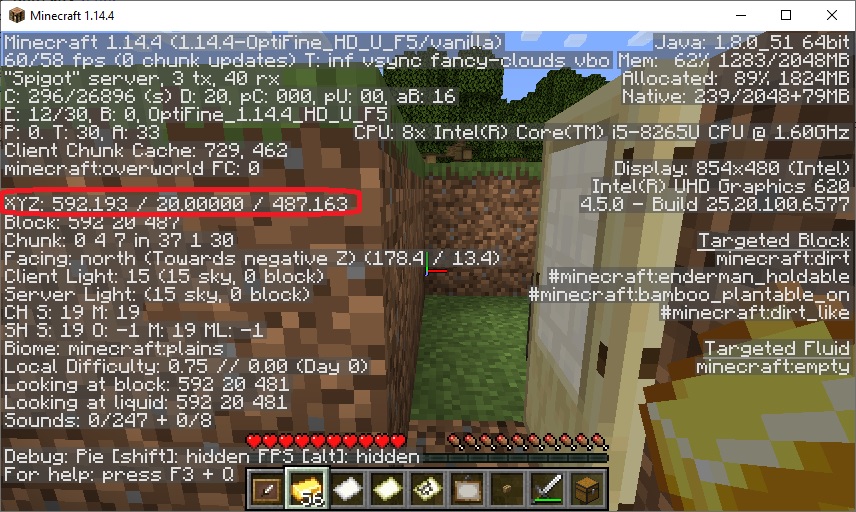 Minecraft 1.14.4
Minecraft 1.14.4 (1.14.4-OptiFine_HD_U_F5/vanilla)
60/58 fps (0 chunk updates) T: inf vsync fancy-clouds vbo
"Spigot" server, 3 tx, 40 rx
C: 296/26896 (s) D: 20, pC: 000, pU: 00, aB: 16
E: 12/30, B: 0, OptiFine_1.14.4_HD_U_F5
P: 0. T: 30, A: 33
Client Chunk Cache: 729, 462
minecraft:overworld FC: 0
XYZ: 592.193 / 20.00000 / 487.163
Block: 592 20 487
Chunk: 0 4 7 in 37 1 30
Facing: north (Towards negative Z) (178.4 / 13.4)
Client Light: 15 (15 sky, 0 block)
Server Light: (15 sky, 0 block)
CH S: 19 M: 19
SH S: 19 O: -1 M: 19 ML: -1
Biome: minecraft:plains
Local Difficulty: 0.75 // 0.00 (Day 0)
Looking at block: 592 20 481
Looking at liquid: 592 20 481
Sounds: 0/247 + 0/8
Debug: Pie [shift]: hidden FPS [alt]: hidden
For help: press F3 + Q
Java: 1.8.0_51 64bit
Mem: 62% 1283/2048MB
Allocated: 89% 1824MB
Native: 239/2048+79MB
CPU: 8x Intel(R) Core(TM) i5-8265U CPU @ 1.60GHz
Display: 854x480 (Intel)
Intel(R) UHD Graphics 620
4.5.0 - Build 25.20.100.6577
Targeted Block
minecraft:dirt
#minecraft:enderman_holdable
#minecraft:bamboo_plantable_on
#minecraft:dirt_like
Targeted Fluid
minecraft:empty
56